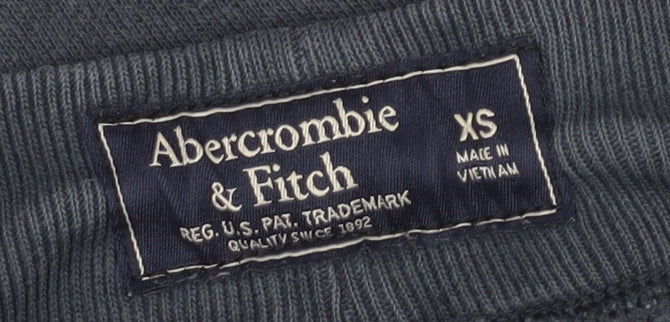 Abercrombie
& Fitch
REG. U.S. PAT. TRADEMARK
QUALITY SINCE 1892
XS
MADE IN
VIETNAM